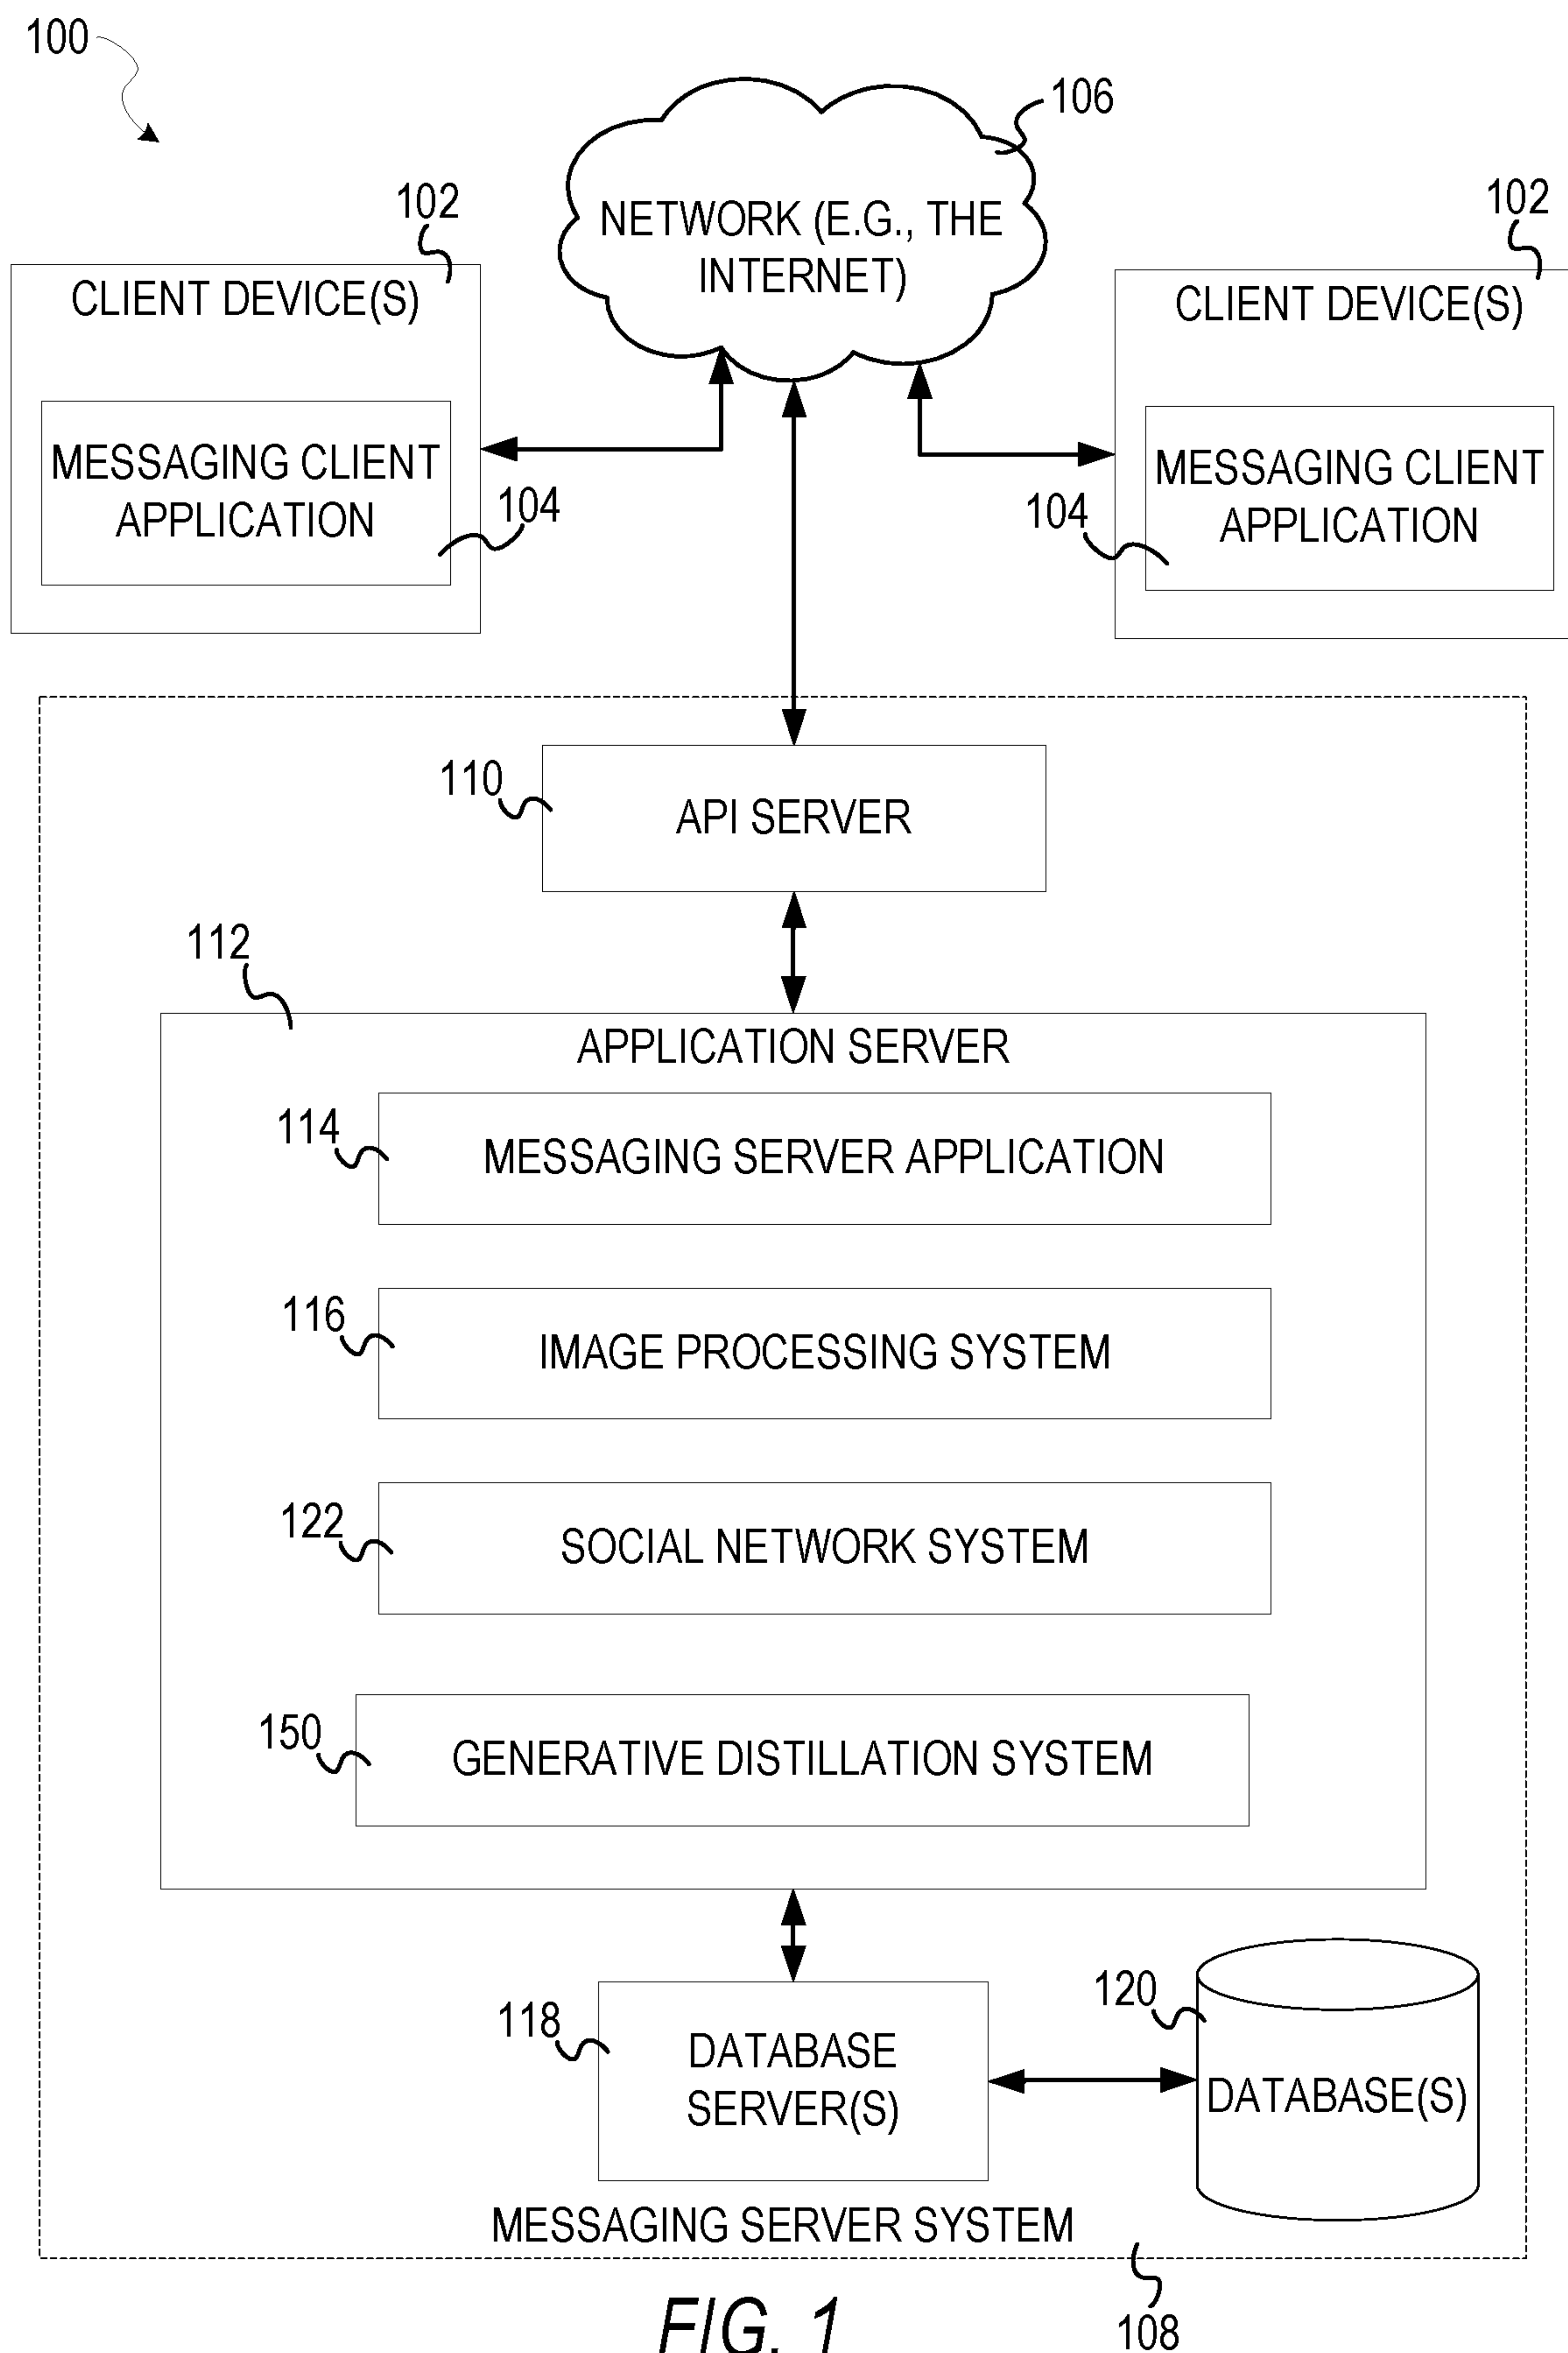 100
106
NETWORK (E.G., THE
INTERNET)
102
CLIENT DEVICE(S)
MESSAGING CLIENT
APPLICATION
104
102
CLIENT DEVICE(S)
MESSAGING CLIENT
APPLICATION
104
110
API SERVER
112
APPLICATION SERVER
114
MESSAGING SERVER APPLICATION
116
IMAGE PROCESSING SYSTEM
122
SOCIAL NETWORK SYSTEM
150
GENERATIVE DISTILLATION SYSTEM
118
DATABASE
SERVER(S)
120
DATABASE(S)
MESSAGING SERVER SYSTEM
108
FIG. 1